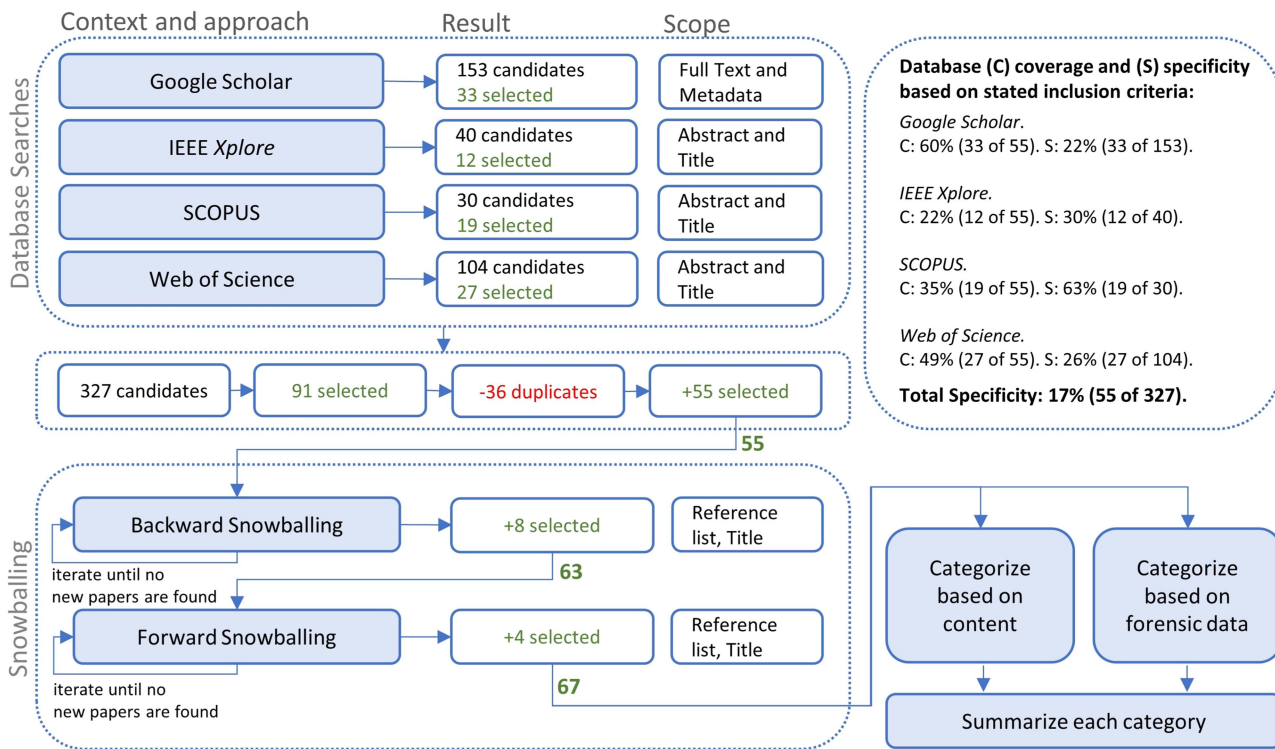 Context and approach
Result
Scope
Database Searches
Google Scholar
153 candidates
33 selected
Full Text and
Metadata
IEEE Xplore
40 candidates
12 selected
Abstract and
Title
SCOPUS
30 candidates
19 selected
Abstract and
Title
Web of Science
104 candidates
27 selected
Abstract and
Title
327 candidates
91 selected
-36 duplicates
+55 selected
55
Snowballing
Backward Snowballing
+8 selected
Reference
list, Title
iterate until no
new papers are found
63
Forward Snowballing
+4 selected
Reference
list, Title
iterate until no
new papers are found
67
Database (C) coverage and (S) specificity
based on stated inclusion criteria:
Google Scholar.
C: 60% (33 of 55). S: 22% (33 of 153).
IEEE Xplore.
C: 22% (12 of 55). S: 30% (12 of 40).
SCOPUS.
C: 35% (19 of 55). S: 63% (19 of 30).
Web of Science.
C: 49% (27 of 55). S: 26% (27 of 104).
Total Specificity: 17% (55 of 327).
Categorize
based on
content
Categorize
based on
forensic data
Summarize each category